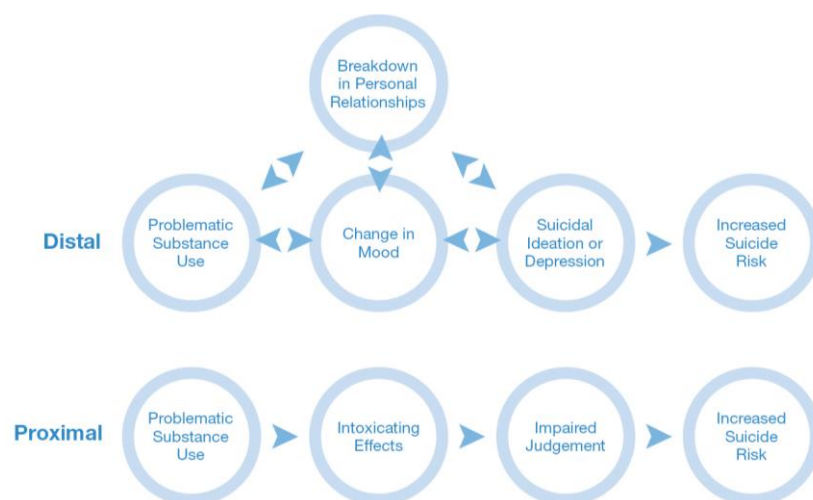 Breakdown
in Personal
Relationships
Distal
Problematic
Substance
Use
Change in
Mood
Suicidal
Ideation or
Depression
Increased
Suicide
Risk
Proximal
Problematic
Substance
Use
Intoxicating
Effects
Impaired
Judgement
Increased
Suicide
Risk